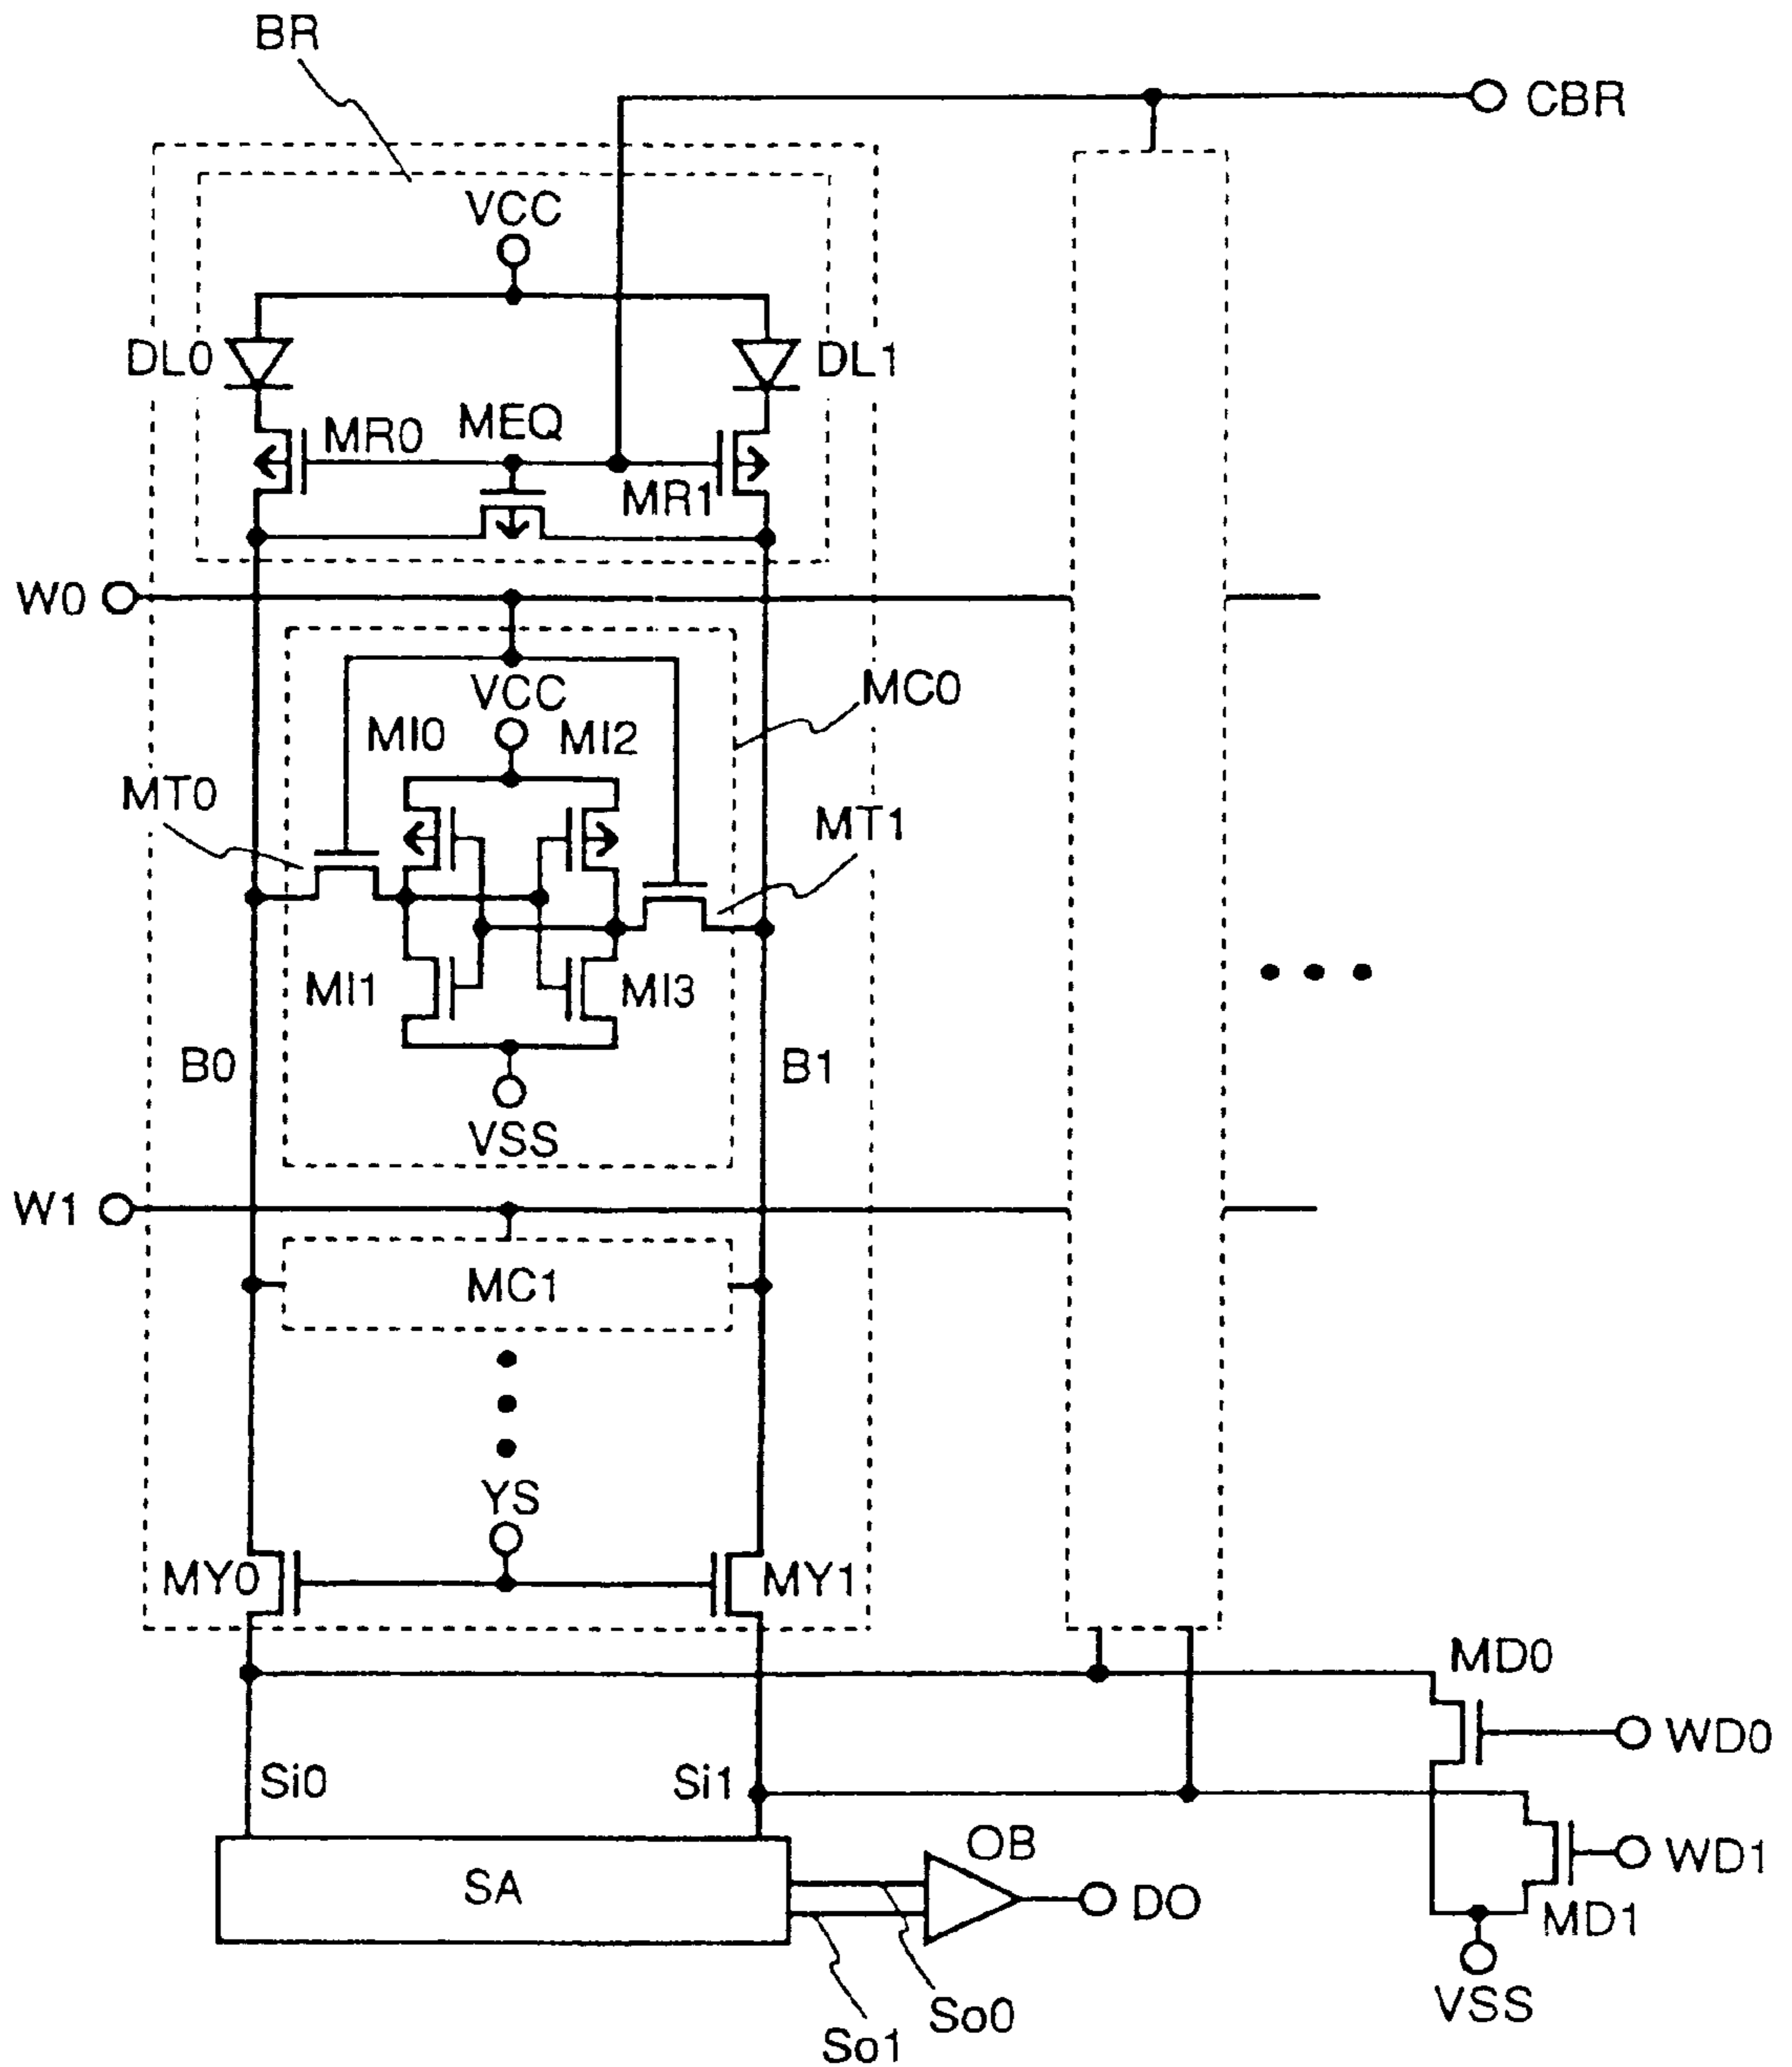 BR
CBR
VCC
DL0
DL1
MR0
MEQ
MR1
W0
VCC
MC0
MI0
MI2
MT0
MT1
MI1
MI3
B0
B1
VSS
W1
MC1
YS
MY0
MY1
MD0
WD0
Si0
Si1
OB
WD1
SA
DO
MD1
VSS
So0
So1